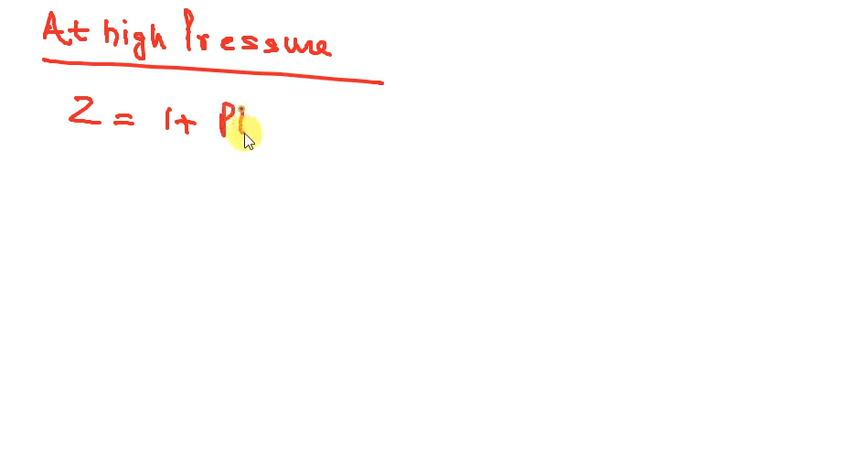 At high Pressure
Z = 1+ P